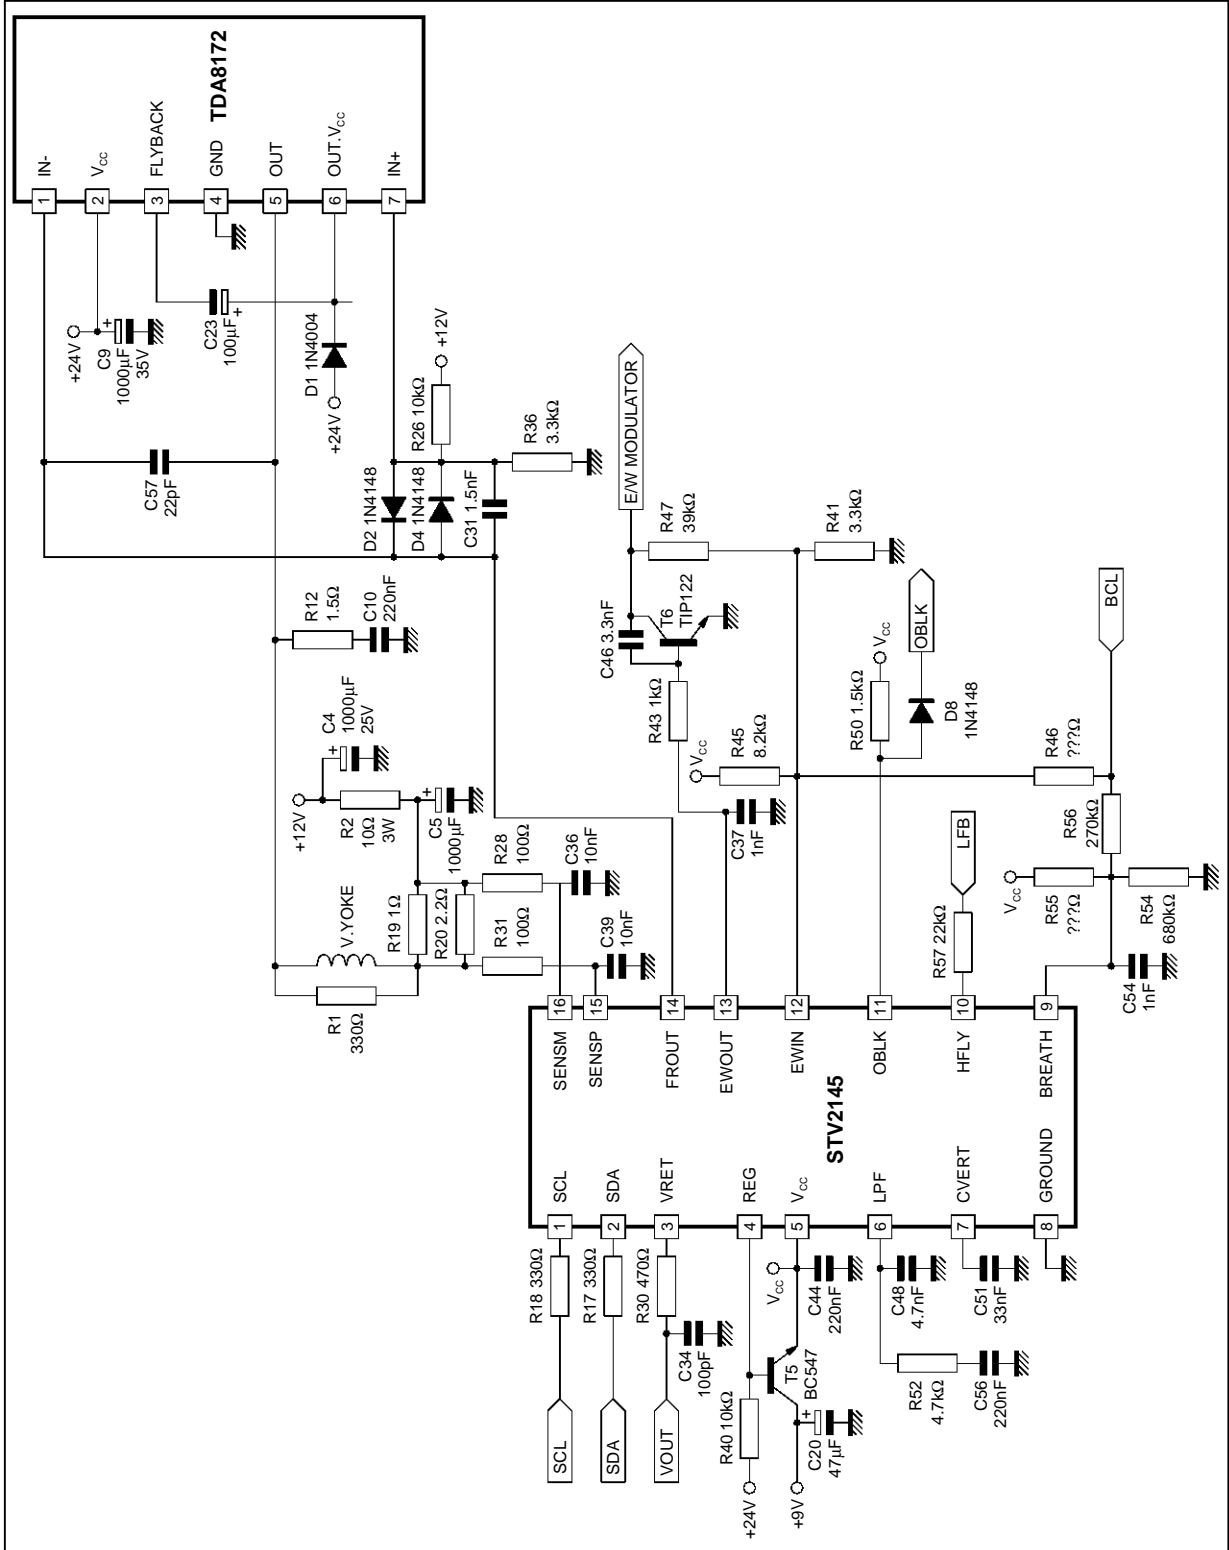 TDA8172
IN-
V_CC
FLYBACK
GND
OUT
OUT.V_CC
IN+
1
2
3
4
5
6
7
+24V
C9
1000µF
35V
C23
100µF
+
D1 1N4004
+24V
C57
22pF
D2 1N4148
D4 1N4148
R26 10kΩ
+12V
C31 1.5nF
R36
3.3kΩ
R12
1.5Ω
C10
220nF
C4
1000µF
25V
+
+12V
R2
10Ω
3W
C5
1000µF
+
V.YOKE
R1
330Ω
R19 1Ω
R20 2.2Ω
R28
100Ω
R31
100Ω
C36
10nF
C39
10nF
E/W MODULATOR
R47
39kΩ
R41
3.3kΩ
C46 3.3nF
T6
TIP122
R43 1kΩ
V_CC
R45
8.2kΩ
C37
1nF
R50 1.5kΩ
V_CC
OBLK
D8
1N4148
BCL
R46
???Ω
R56
270kΩ
LFB
R57 22kΩ
V_CC
R55
???Ω
R54
680kΩ
C54
1nF
STV2145
16
15
14
13
12
11
10
9
SENSM
SENSP
FROUT
EWOUT
EWIN
OBLK
HFLY
BREATH
SCL
SDA
VRET
REG
V_CC
LPF
CVERT
GROUND
1
2
3
4
5
6
7
8
R18 330Ω
R17 330Ω
R30 470Ω
C34
100pF
SCL
SDA
VOUT
R40 10kΩ
+24V
T5
BC547
+9V
C20
47µF
+
V_CC
C44
220nF
C48
4.7nF
C51
33nF
R52
4.7kΩ
C56
220nF